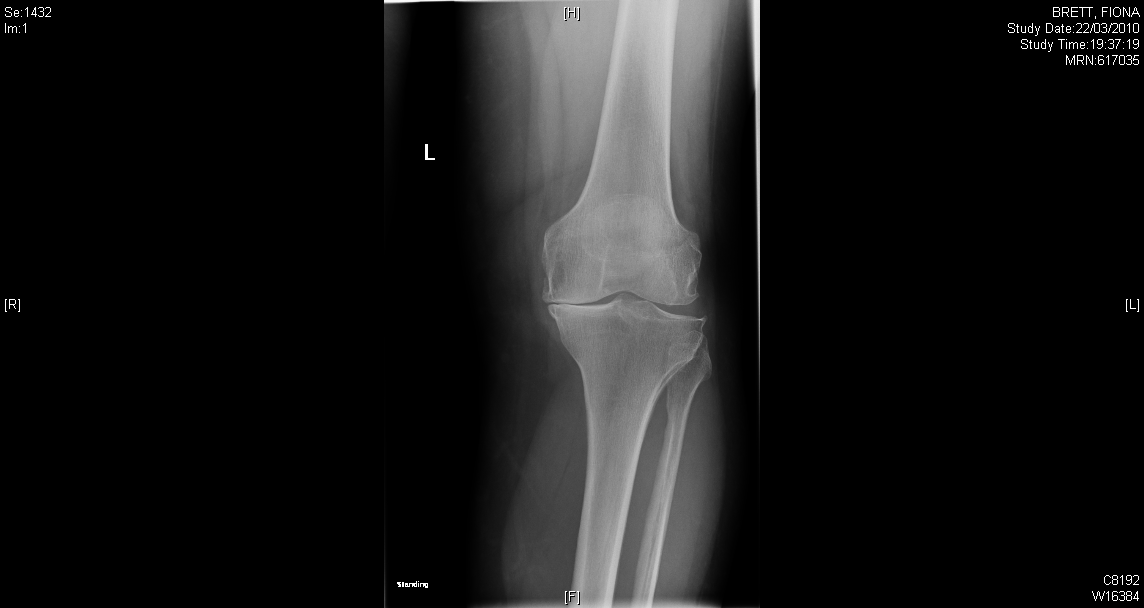 Se:1432
Im:1
[H]
BRETT, FIONA
Study Date:22/03/2010
Study Time:19:37:19
MRN:617035
L
[R]
[L]
Standing
[F]
C8192
W16384